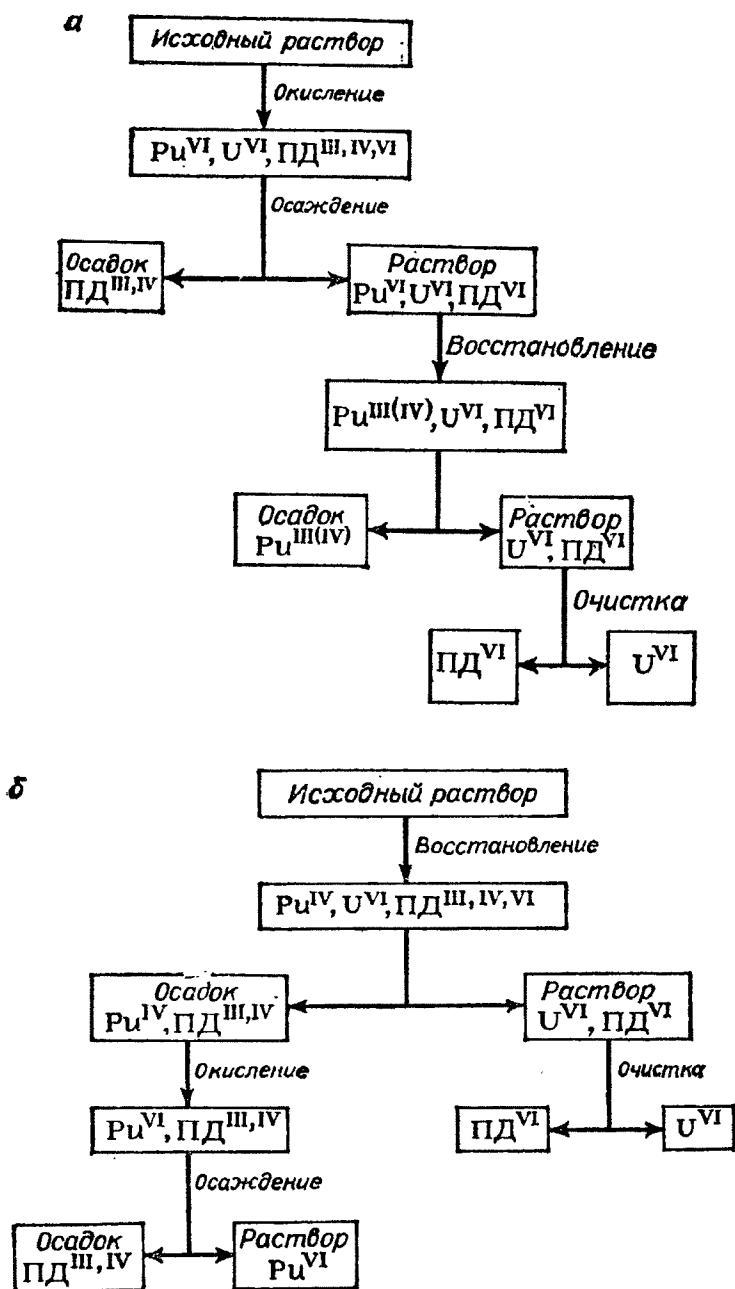 а
Исходный раствор
Окисление
Pu^VI, U^VI, ПД^III, IV, VI
Осаждение
Осадок
ПД^III, IV
Раствор
Pu^VI, U^VI, ПД^VI
Восстановление
Pu^III(IV), U^VI, ПД^VI
Осадок
Pu^III(IV)
Раствор
U^VI, ПД^VI
Очистка
ПД^VI
U^VI
б
Исходный раствор
Восстановление
Pu^IV, U^VI, ПД^III, IV, VI
Осадок
Pu^IV, ПД^III, IV
Раствор
U^VI, ПД^VI
Окисление
Очистка
Pu^VI, ПД^III, IV
ПД^VI
U^VI
Осаждение
Осадок
ПД^III, IV
Раствор
Pu^VI